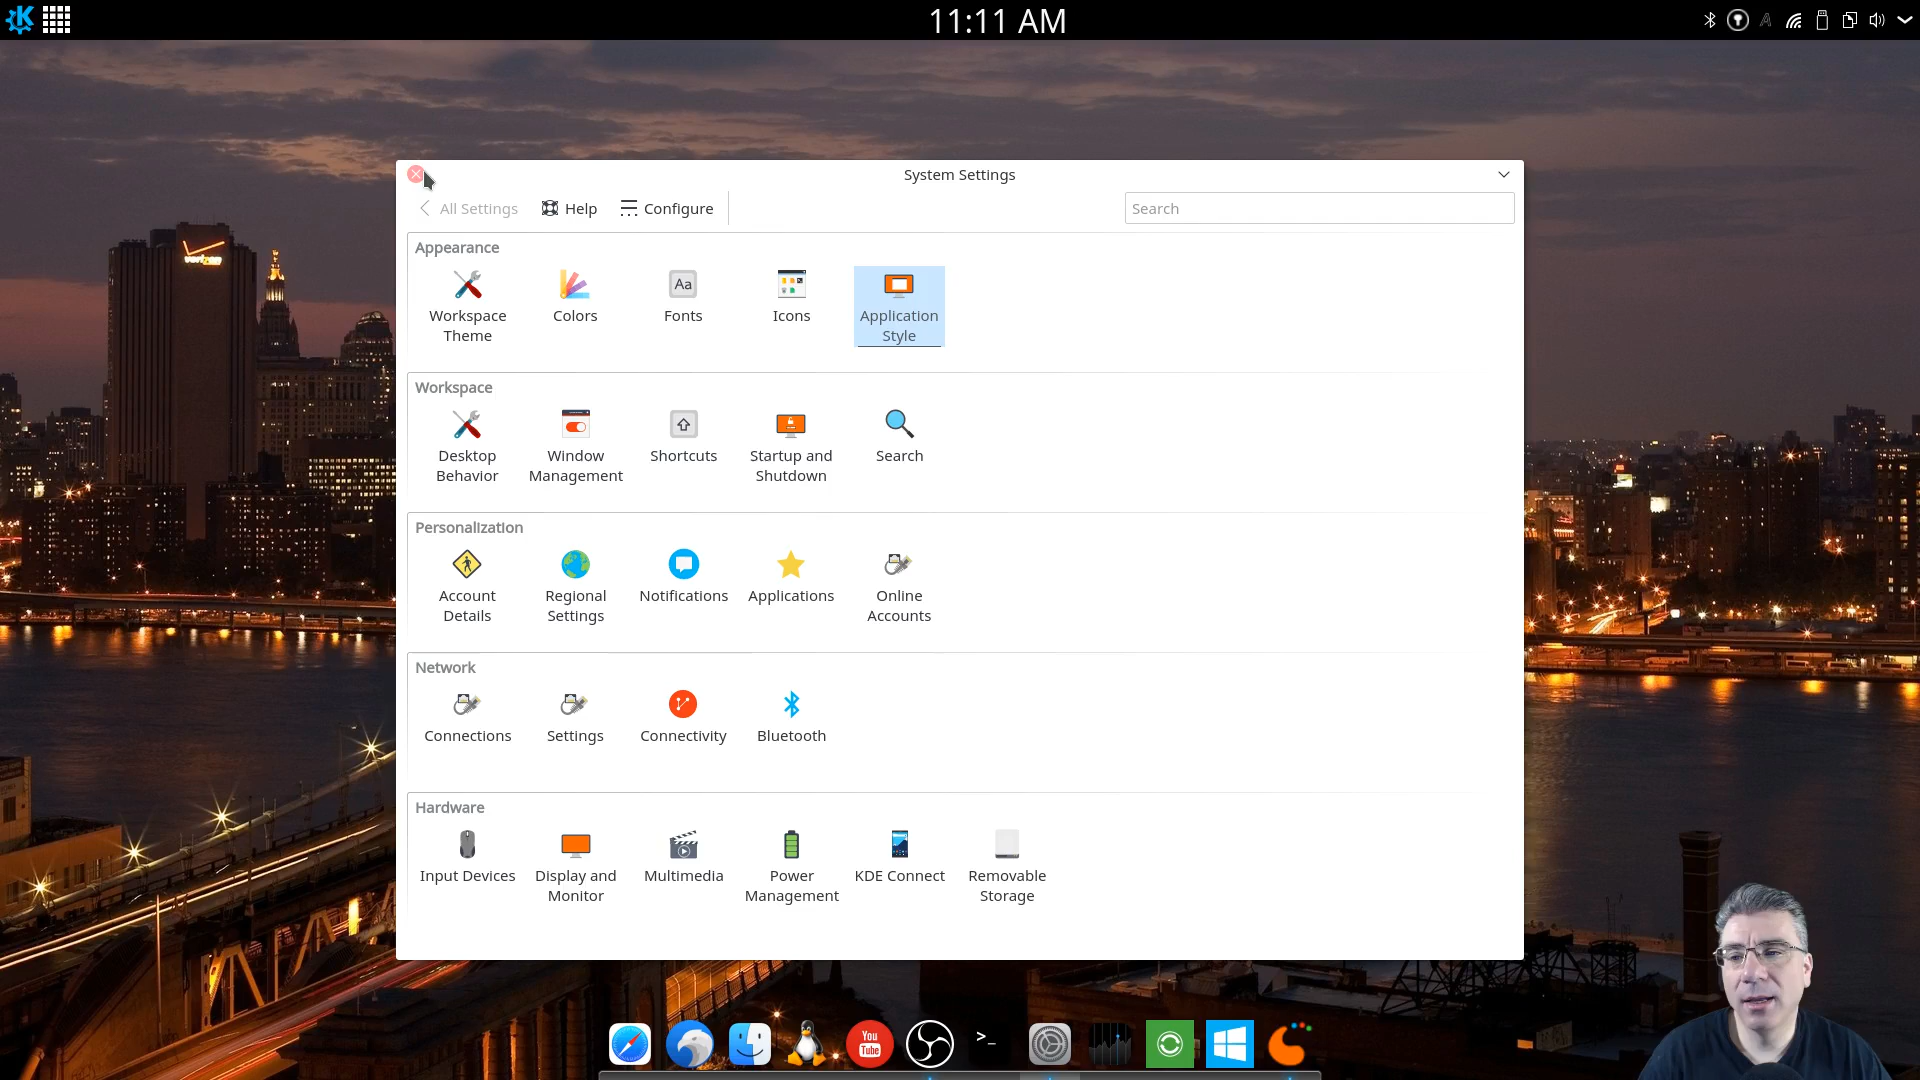 11:11 AM
System Settings
All Settings
Help
Configure
Search
Appearance
Workspace Theme
Colors
Aa
Fonts
Icons
Application Style
Workspace
Desktop Behavior
Window Management
Shortcuts
Startup and Shutdown
Search
Personalization
Account Details
Regional Settings
Notifications
Applications
Online Accounts
Network
Connections
Settings
Connectivity
Bluetooth
Hardware
Input Devices
Display and Monitor
Multimedia
Power Management
KDE Connect
Removable Storage
verizon
You
Tube
>_